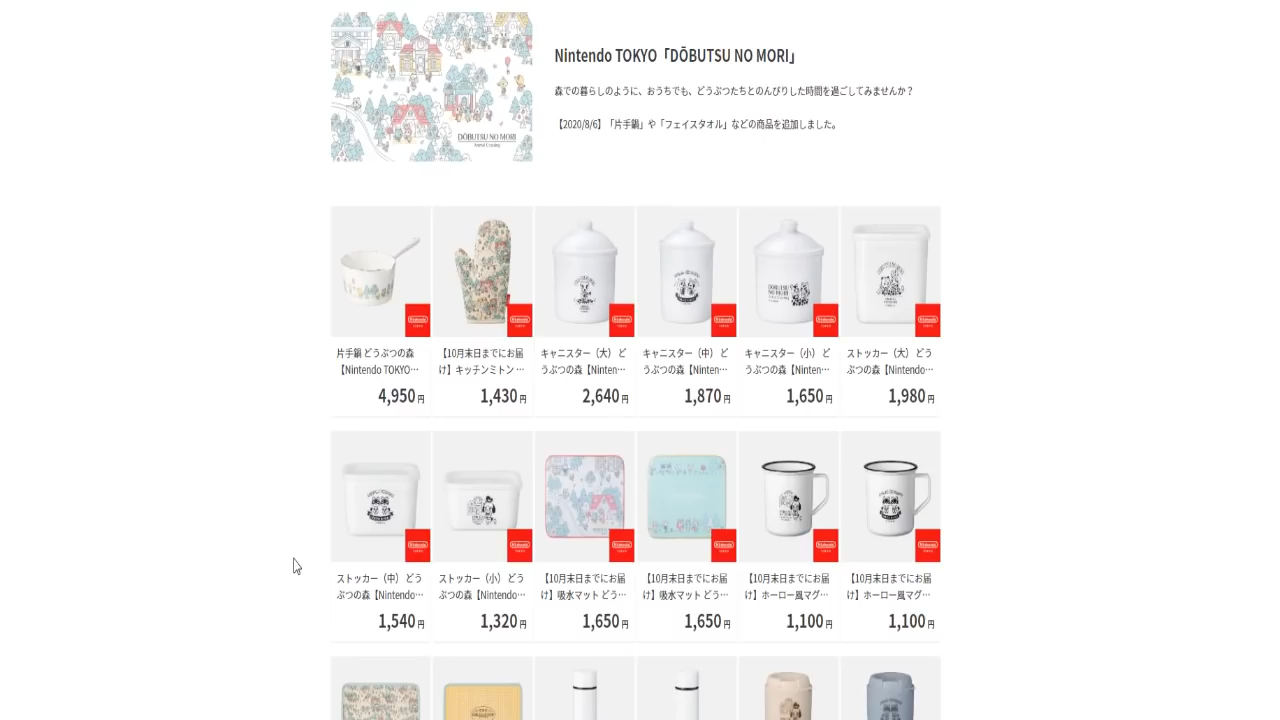 Nintendo TOKYO「DŌBUTSU NO MORI」
森での暮らしのように、おうちでも、どうぶつたちとのんびりした時間を過ごしてみませんか？
【2020/8/6】「片手鍋」や「フェイスタオル」などの商品を追加しました。
DŌBUTSU NO MORI
Animal Crossing
片手鍋 どうぶつの森
【Nintendo TOKYO…
4,950円
【10月末日までにお届
け】キッチンミトン …
1,430円
キャニスター（大） ど
うぶつの森【Ninten…
2,640円
キャニスター（中） ど
うぶつの森【Ninten…
1,870円
キャニスター（小） ど
うぶつの森【Ninten…
1,650円
ストッカー（大） どう
ぶつの森【Nintendo…
1,980円
ストッカー（中） どう
ぶつの森【Nintendo…
1,540円
ストッカー（小） どう
ぶつの森【Nintendo…
1,320円
【10月末日までにお届
け】吸水マット どう…
1,650円
【10月末日までにお届
け】吸水マット どう…
1,650円
【10月末日までにお届
け】ホーロー風マグ…
1,100円
【10月末日までにお届
け】ホーロー風マグ…
1,100円